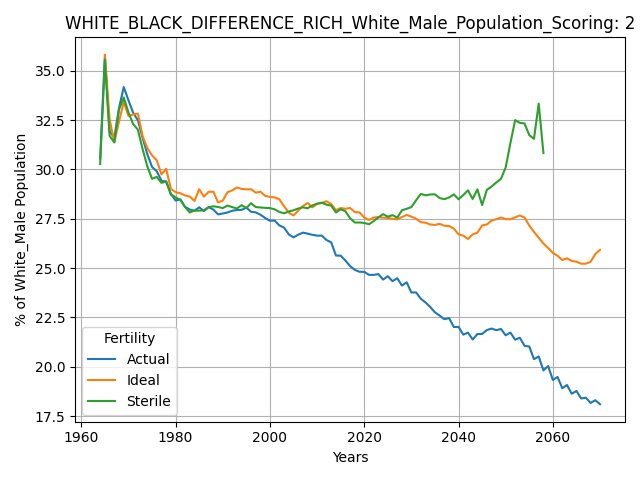 WHITE_BLACK_DIFFERENCE_RICH_White_Male_Population_Scoring: 2
% of White_Male Population
35.0
32.5
30.0
27.5
25.0
22.5
20.0
17.5
Fertility
Actual
Ideal
Sterile
1960
1980
2000
2020
2040
2060
Years